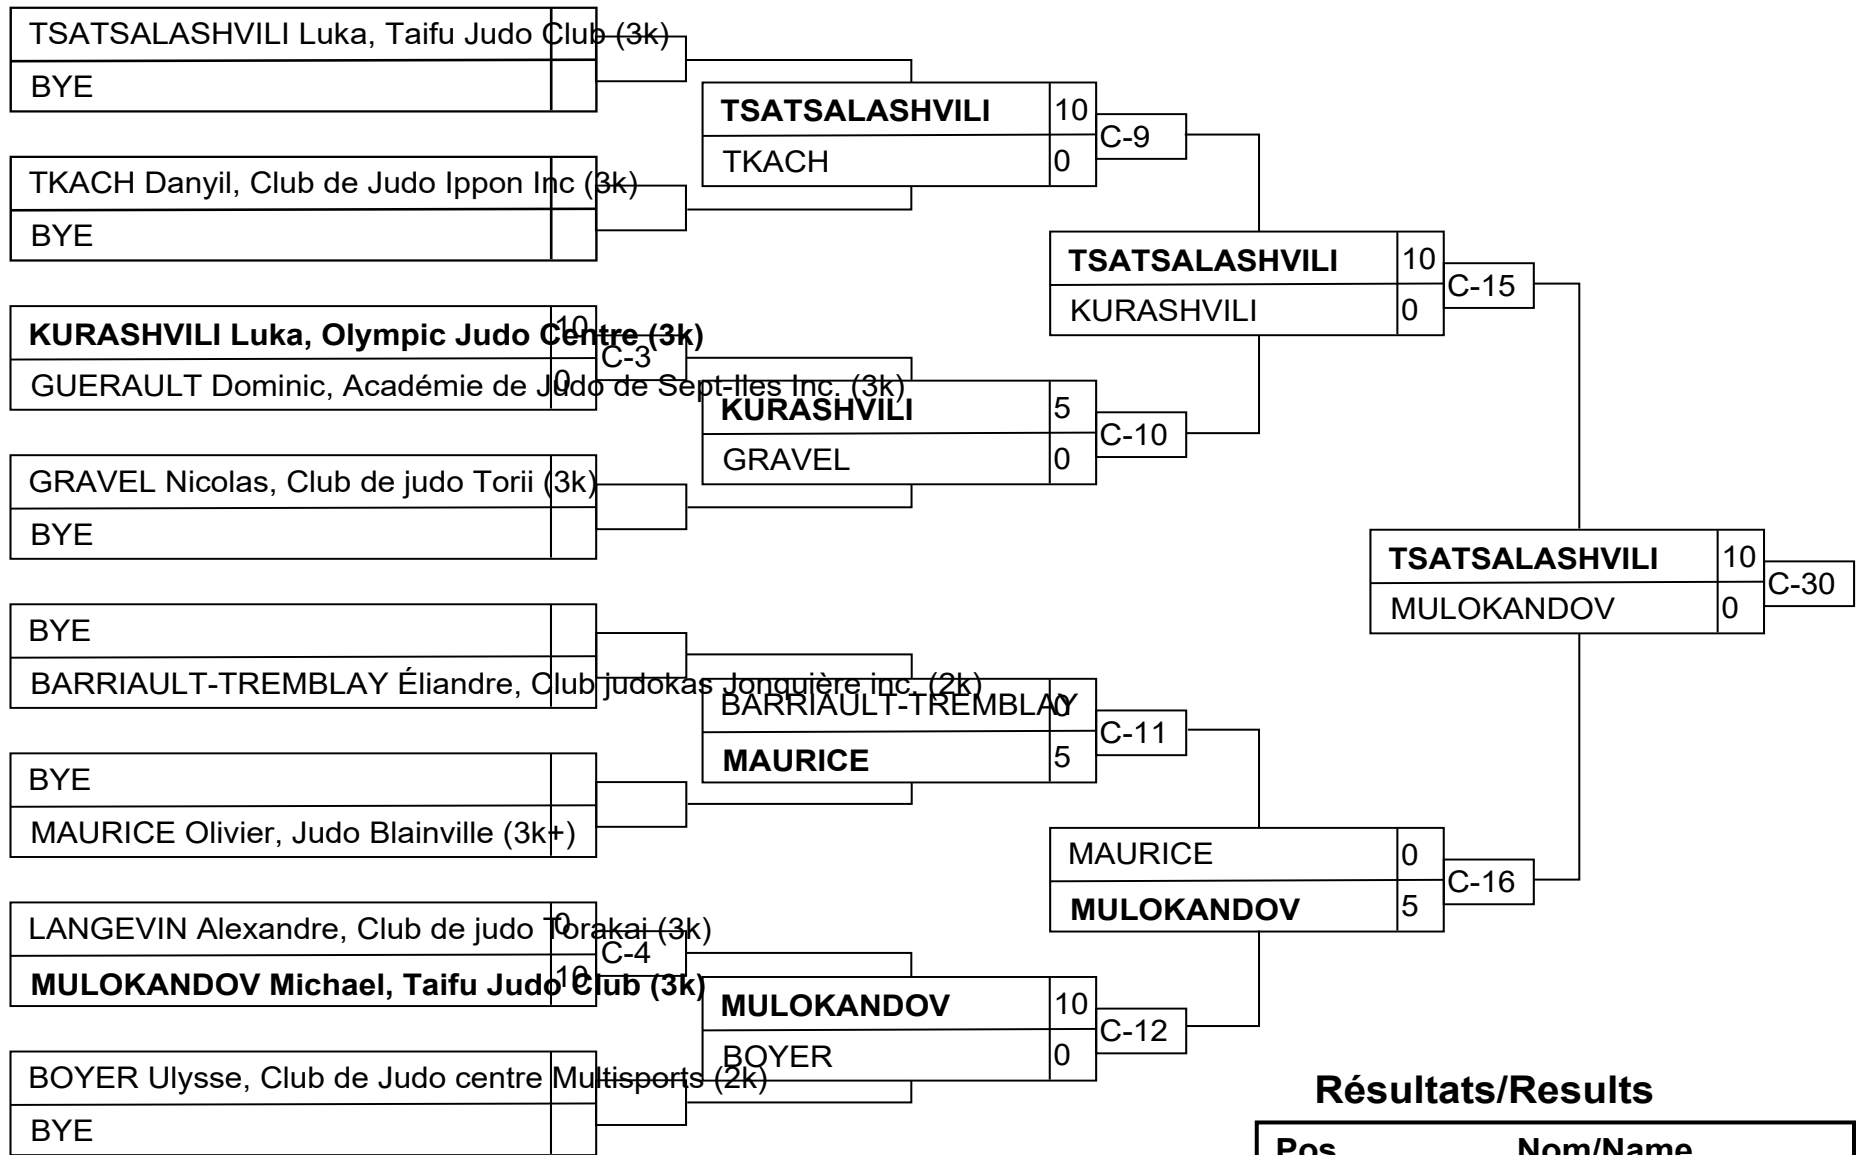 TSATSALASHVILI Luka, Taifu Judo Club (3k)
BYE
TKACH Danyil, Club de Judo Ippon Inc (3k)
BYE
KURASHVILI Luka, Olympic Judo Centre (3k) 10
GUERAULT Dominic, Académie de Judo de Sept-Iles Inc. (3k) 0
C-3
GRAVEL Nicolas, Club de judo Torii (3k)
BYE
BYE
BARRIAULT-TREMBLAY Éliandre, Club judokas Jonquière inc. (2k)
BYE
MAURICE Olivier, Judo Blainville (3k+)
LANGEVIN Alexandre, Club de judo Torakai (3k) 0
MULOKANDOV Michael, Taifu Judo Club (3k) 10
C-4
BOYER Ulysse, Club de Judo centre Multisports (2k)
BYE
TSATSALASHVILI 10
TKACH 0
C-9
KURASHVILI 5
GRAVEL 0
C-10
BARRIAULT-TREMBLAY 0
MAURICE 5
C-11
MULOKANDOV 10
BOYER 0
C-12
TSATSALASHVILI 10
KURASHVILI 0
C-15
MAURICE 0
MULOKANDOV 5
C-16
TSATSALASHVILI 10
MULOKANDOV 0
C-30
Résultats/Results
Pos Nom/Name